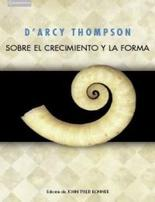 D'ARCY THOMPSON
SOBRE EL CRECIMIENTO Y LA FORMA
Edición de JOHN TYLER BONNER